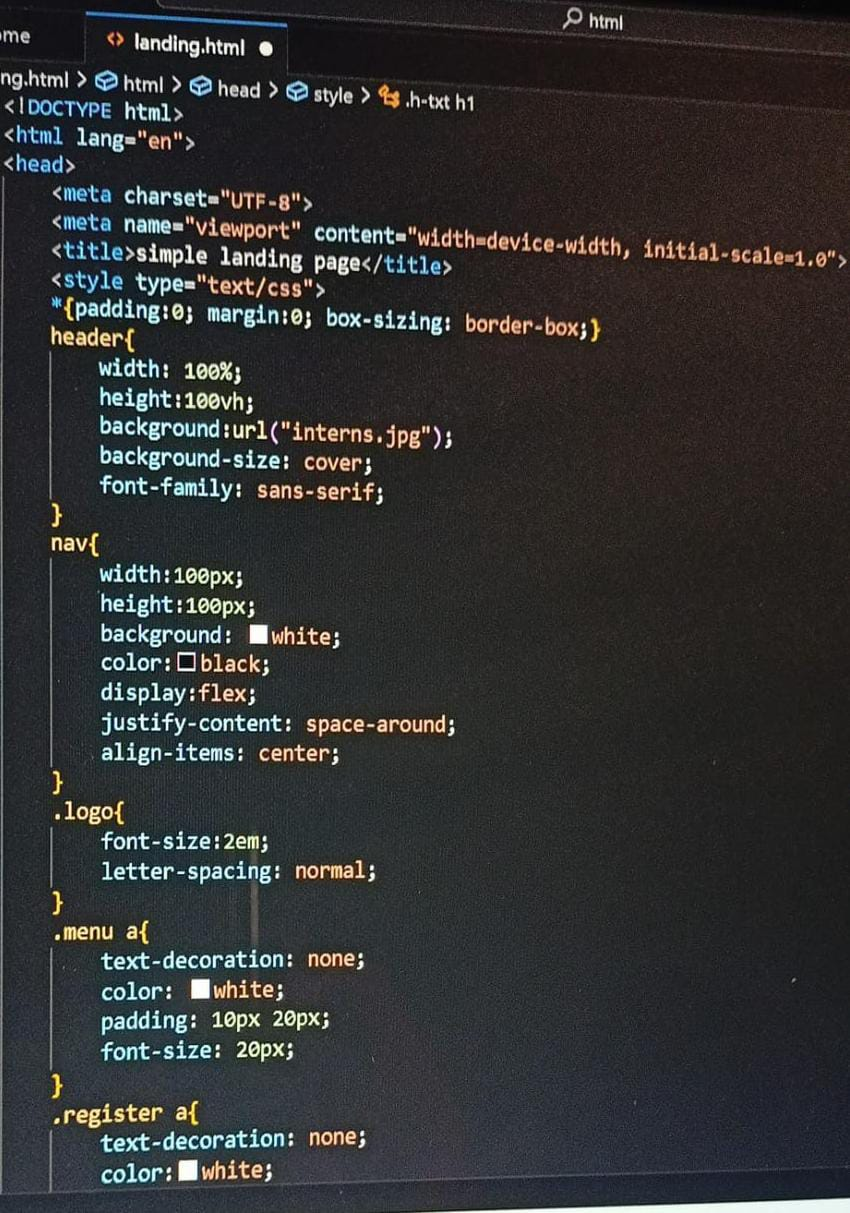 html
me
landing.html
ng.html > html > head > style > .h-txt h1
<!DOCTYPE html>
<html lang="en">
<head>
<meta charset="UTF-8">
<meta name="viewport" content="width=device-width, initial-scale=1.0">
<title>simple landing page</title>
<style type="text/css">
*{padding:0; margin:0; box-sizing: border-box;}
header{
width: 100%;
height:100vh;
background:url("interns.jpg");
background-size: cover;
font-family: sans-serif;
}
nav{
width:100px;
height:100px;
background: white;
color: black;
display:flex;
justify-content: space-around;
align-items: center;
}
.logo{
font-size:2em;
letter-spacing: normal;
}
.menu a{
text-decoration: none;
color: white;
padding: 10px 20px;
font-size: 20px;
}
.register a{
text-decoration: none;
color: white;